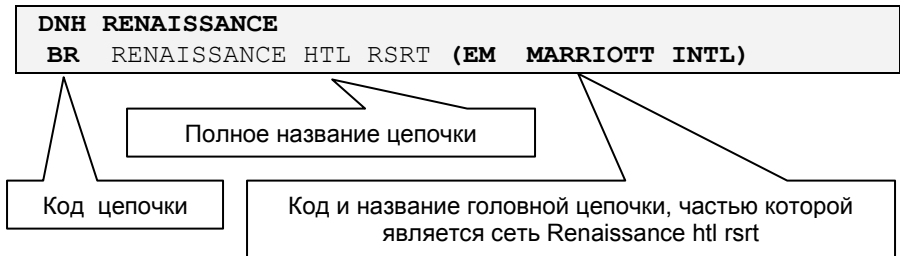 DNH RENAISSANCE
BR RENAISSANCE HTL RSRT (EM MARRIOTT INTL)
Полное название цепочки
Код цепочки
Код и название головной цепочки, частью которой
является сеть Renaissance htl rsrt